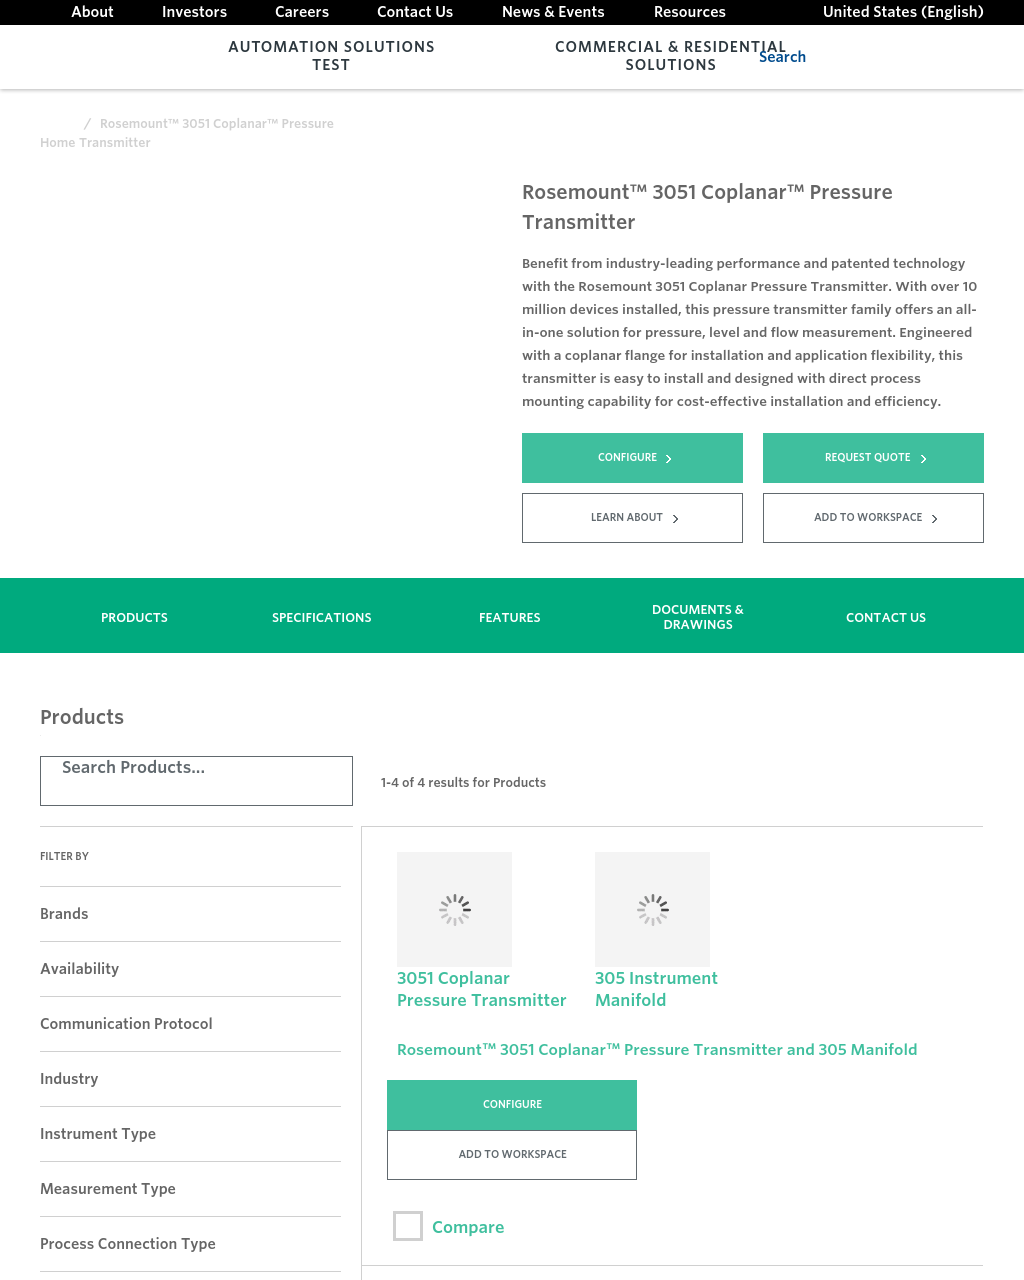 About Investors Careers Contact Us News & Events Resources United States (English)
AUTOMATION SOLUTIONS
TEST
COMMERCIAL & RESIDENTIAL
SOLUTIONS
Search
/ Rosemount™ 3051 Coplanar™ Pressure
Home Transmitter
Rosemount™ 3051 Coplanar™ Pressure
Transmitter
Benefit from industry-leading performance and patented technology
with the Rosemount 3051 Coplanar Pressure Transmitter. With over 10
million devices installed, this pressure transmitter family offers an all-
in-one solution for pressure, level and flow measurement. Engineered
with a coplanar flange for installation and application flexibility, this
transmitter is easy to install and designed with direct process
mounting capability for cost-effective installation and efficiency.
CONFIGURE REQUEST QUOTE
LEARN ABOUT ADD TO WORKSPACE
PRODUCTS SPECIFICATIONS FEATURES DOCUMENTS &
DRAWINGS CONTACT US
Products
Search Products...
1-4 of 4 results for Products
FILTER BY
Brands
Availability
Communication Protocol
Industry
Instrument Type
Measurement Type
Process Connection Type
3051 Coplanar
Pressure Transmitter
305 Instrument
Manifold
Rosemount™ 3051 Coplanar™ Pressure Transmitter and 305 Manifold
CONFIGURE
ADD TO WORKSPACE
Compare